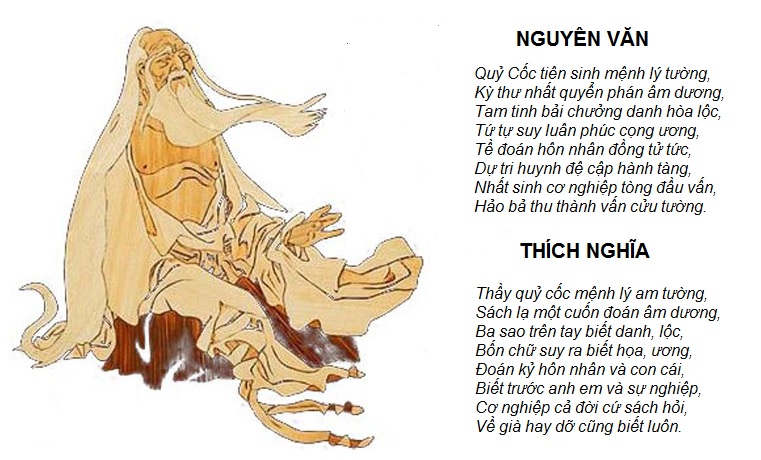 NGUYÊN VĂN
Quỷ Cốc tiên sinh mệnh lý tường,
Kỳ thư nhất quyển phán âm dương,
Tam tinh bải chưởng danh hòa lộc,
Tứ tự suy luân phúc cọng ương,
Tề đoán hôn nhân đồng tử tức,
Dự tri huynh đệ cập hành tàng,
Nhất sinh cơ nghiệp tòng đầu vấn,
Hảo bả thu thành vấn cửu tường.
THÍCH NGHĨA
Thầy quỷ cốc mệnh lý am tường,
Sách lạ một cuốn đoán âm dương,
Ba sao trên tay biết danh, lộc,
Bốn chữ suy ra biết họa, ương,
Đoán kỷ hôn nhân và con cái,
Biết trước anh em và sự nghiệp,
Cơ nghiệp cả đời cứ sách hỏi,
Về già hay dỡ cũng biết luôn.